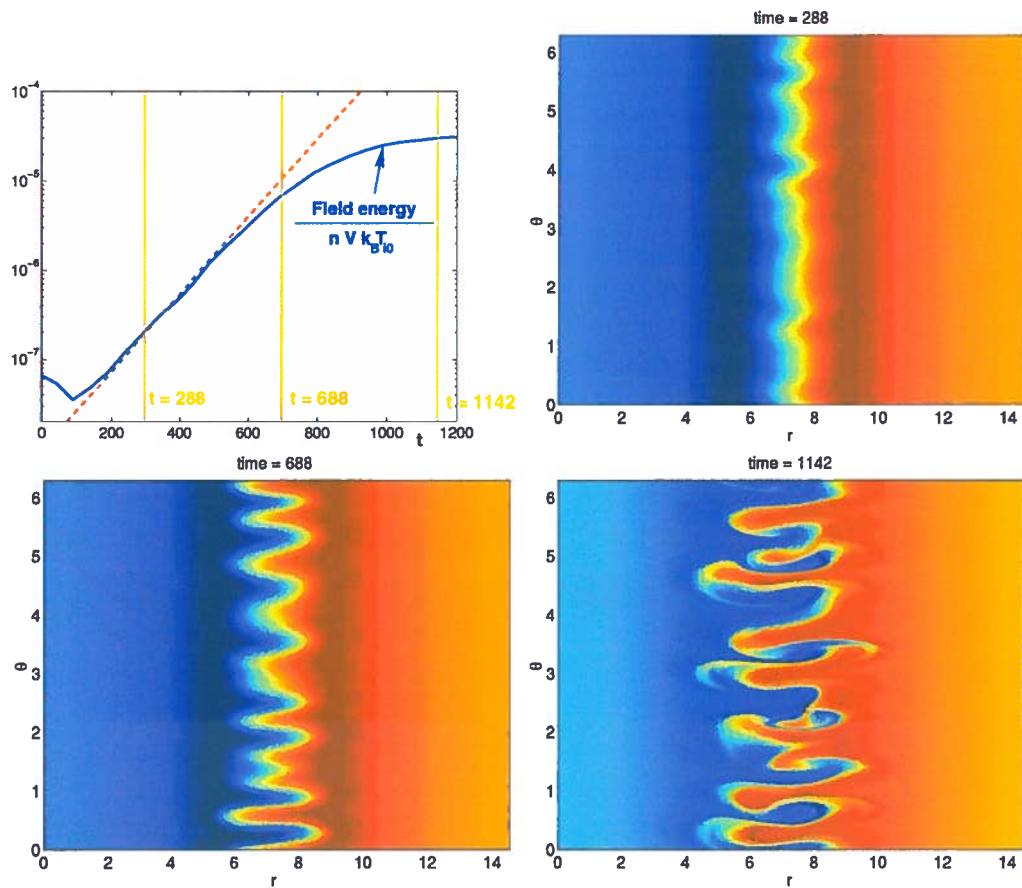 time = 288
10⁻⁴
10⁻⁵
10⁻⁶
10⁻⁷
Field energy
n V k_B T_i0
t = 288
t = 688
t = 1142
0 200 400 600 800 1000 1200
t
6
5
4
3
2
1
0
θ
0 2 4 6 8 10 12 14
r
time = 688
6
5
4
3
2
1
0
θ
0 2 4 6 8 10 12 14
r
time = 1142
6
5
4
3
2
1
0
θ
0 2 4 6 8 10 12 14
r